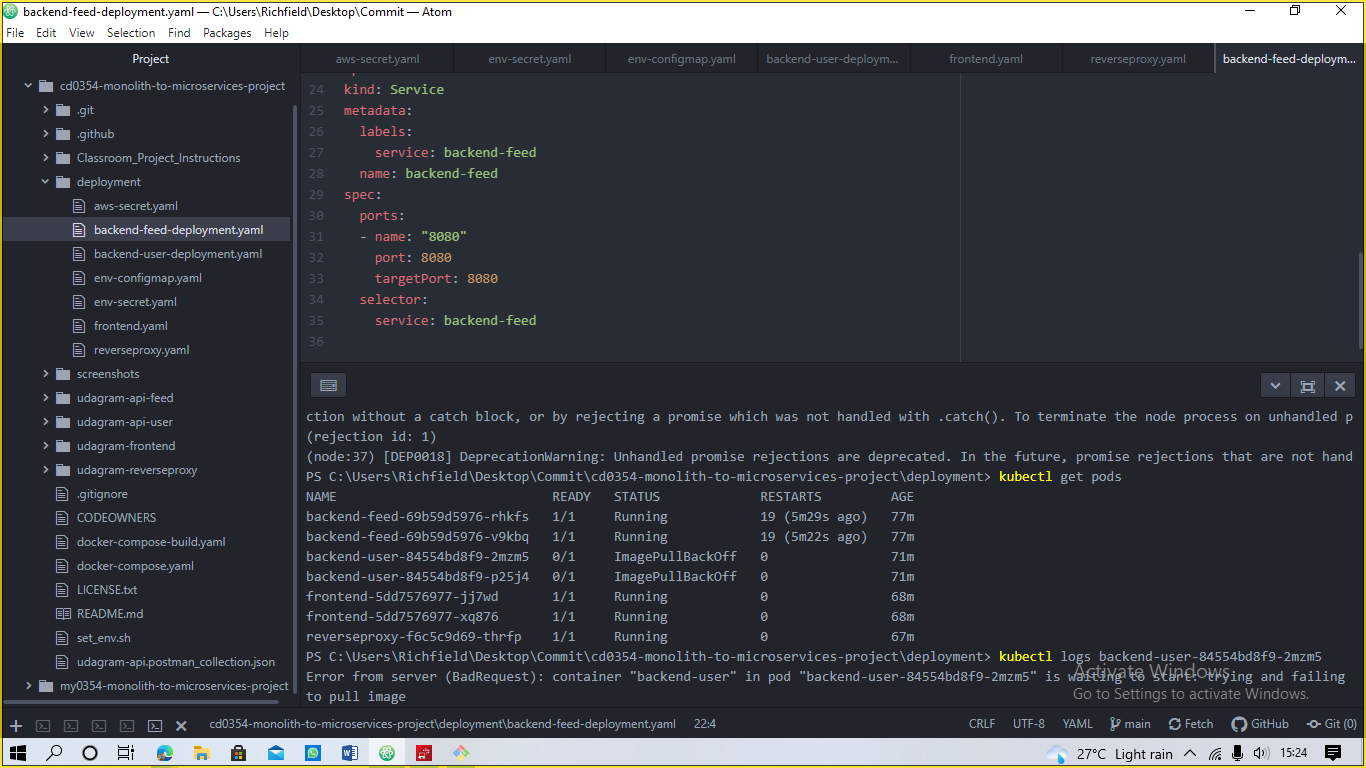 backend-feed-deployment.yaml — C:\Users\Richfield\Desktop\Commit — Atom
File Edit View Selection Find Packages Help
Project
cd0354-monolith-to-microservices-project
.git
.github
Classroom_Project_Instructions
deployment
aws-secret.yaml
backend-feed-deployment.yaml
backend-user-deployment.yaml
env-configmap.yaml
env-secret.yaml
frontend.yaml
reverseproxy.yaml
screenshots
udagram-api-feed
udagram-api-user
udagram-frontend
udagram-reverseproxy
.gitignore
CODEOWNERS
docker-compose-build.yaml
docker-compose.yaml
LICENSE.txt
README.md
set_env.sh
udagram-api.postman_collection.json
my0354-monolith-to-microservices-project
aws-secret.yaml env-secret.yaml env-configmap.yaml backend-user-deploym... frontend.yaml reverseproxy.yaml backend-feed-deploym...
24 kind: Service
25 metadata:
26 labels:
27 service: backend-feed
28 name: backend-feed
29 spec:
30 ports:
31 - name: "8080"
32 port: 8080
33 targetPort: 8080
34 selector:
35 service: backend-feed
36
ction without a catch block, or by rejecting a promise which was not handled with .catch(). To terminate the node process on unhandled p
(rejection id: 1)
(node:37) [DEP0018] DeprecationWarning: Unhandled promise rejections are deprecated. In the future, promise rejections that are not hand
PS C:\Users\Richfield\Desktop\Commit\cd0354-monolith-to-microservices-project\deployment> kubectl get pods
NAME READY STATUS RESTARTS AGE
backend-feed-69b59d5976-rhkfs 1/1 Running 19 (5m29s ago) 77m
backend-feed-69b59d5976-v9kbq 1/1 Running 19 (5m22s ago) 77m
backend-user-84554bd8f9-2mzm5 0/1 ImagePullBackOff 0 71m
backend-user-84554bd8f9-p25j4 0/1 ImagePullBackOff 0 71m
frontend-5dd7576977-jj7wd 1/1 Running 0 68m
frontend-5dd7576977-xq876 1/1 Running 0 68m
reverseproxy-f6c5c9d69-thrfp 1/1 Running 0 67m
PS C:\Users\Richfield\Desktop\Commit\cd0354-monolith-to-microservices-project\deployment> kubectl logs backend-user-84554bd8f9-2mzm5
Error from server (BadRequest): container "backend-user" in pod "backend-user-84554bd8f9-2mzm5" is waiting to start: trying and failing
to pull image
Activate Windows
Go to Settings to activate Windows.
cd0354-monolith-to-microservices-project\deployment\backend-feed-deployment.yaml 22:4 CRLF UTF-8 YAML main Fetch GitHub Git (0)
27°C Light rain 15:24